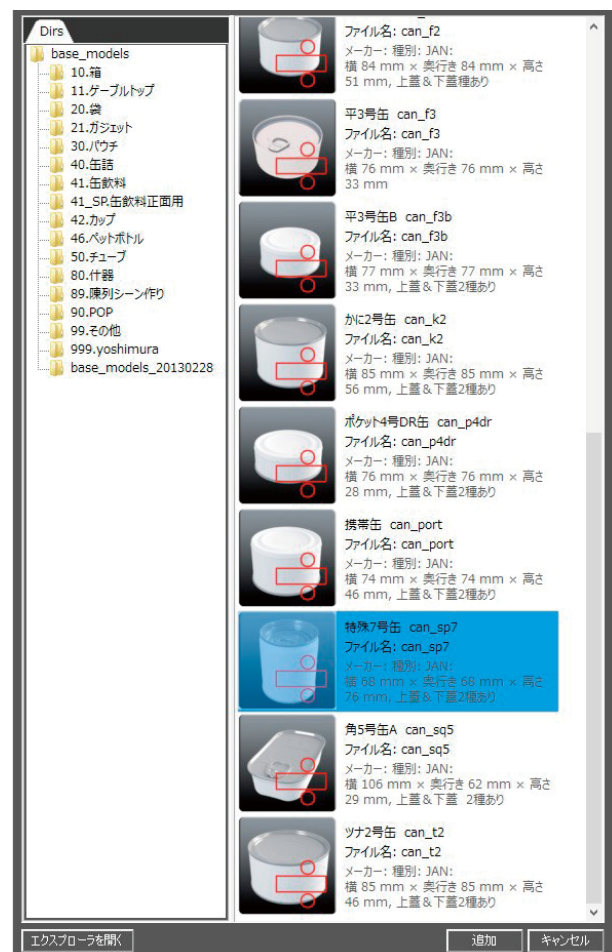 Dirs
base_models
10.箱
11.ゲーブルトップ
20.袋
21.ガジェット
30.パウチ
40.缶詰
41.缶飲料
41_SP.缶飲料正面用
42.カップ
46.ペットボトル
50.チューブ
80.什器
89.陳列シーン作り
90.POP
99.その他
999.yoshimura
base_models_20130228
ファイル名: can_f2
メーカー: 種別: JAN:
横 84 mm × 奥行き 84 mm × 高さ
51 mm, 上蓋&下蓋種あり
平3号缶 can_f3
ファイル名: can_f3
メーカー: 種別: JAN:
横 76 mm × 奥行き 76 mm × 高さ
33 mm
平3号缶B can_f3b
ファイル名: can_f3b
メーカー: 種別: JAN:
横 77 mm × 奥行き 77 mm × 高さ
33 mm, 上蓋&下蓋2種あり
かに2号缶 can_k2
ファイル名: can_k2
メーカー: 種別: JAN:
横 85 mm × 奥行き 85 mm × 高さ
56 mm, 上蓋&下蓋2種あり
ポケット4号DR缶 can_p4dr
ファイル名: can_p4dr
メーカー: 種別: JAN:
横 76 mm × 奥行き 76 mm × 高さ
28 mm, 上蓋&下蓋2種あり
携帯缶 can_port
ファイル名: can_port
メーカー: 種別: JAN:
横 74 mm × 奥行き 74 mm × 高さ
46 mm, 上蓋&下蓋2種あり
特殊7号缶 can_sp7
ファイル名: can_sp7
メーカー: 種別: JAN:
横 68 mm × 奥行き 68 mm × 高さ
76 mm, 上蓋&下蓋2種あり
角5号缶A can_sq5
ファイル名: can_sq5
メーカー: 種別: JAN:
横 106 mm × 奥行き 62 mm × 高さ
29 mm, 上蓋&下蓋 2種あり
ツナ2号缶 can_t2
ファイル名: can_t2
メーカー: 種別: JAN:
横 85 mm × 奥行き 85 mm × 高さ
46 mm, 上蓋&下蓋2種あり
エクスプローラを開く
追加
キャンセル